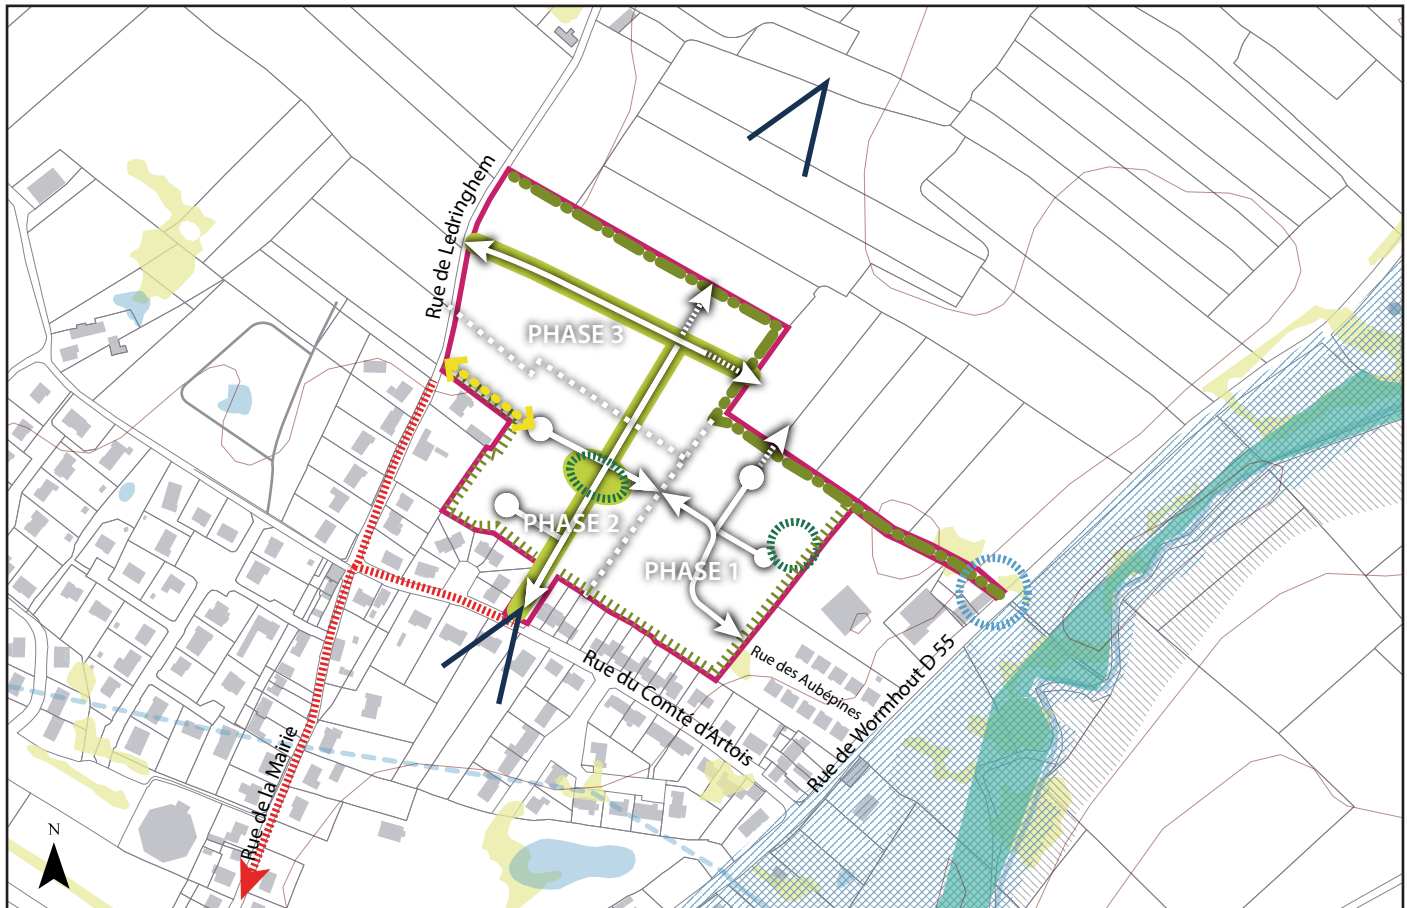 Rue de Ledringhem
PHASE 3
PHASE 2
PHASE 1
Rue du Comté d'Artois
Rue des Aubépines
Rue de Wormhout D 55
Rue de la Mairie
N